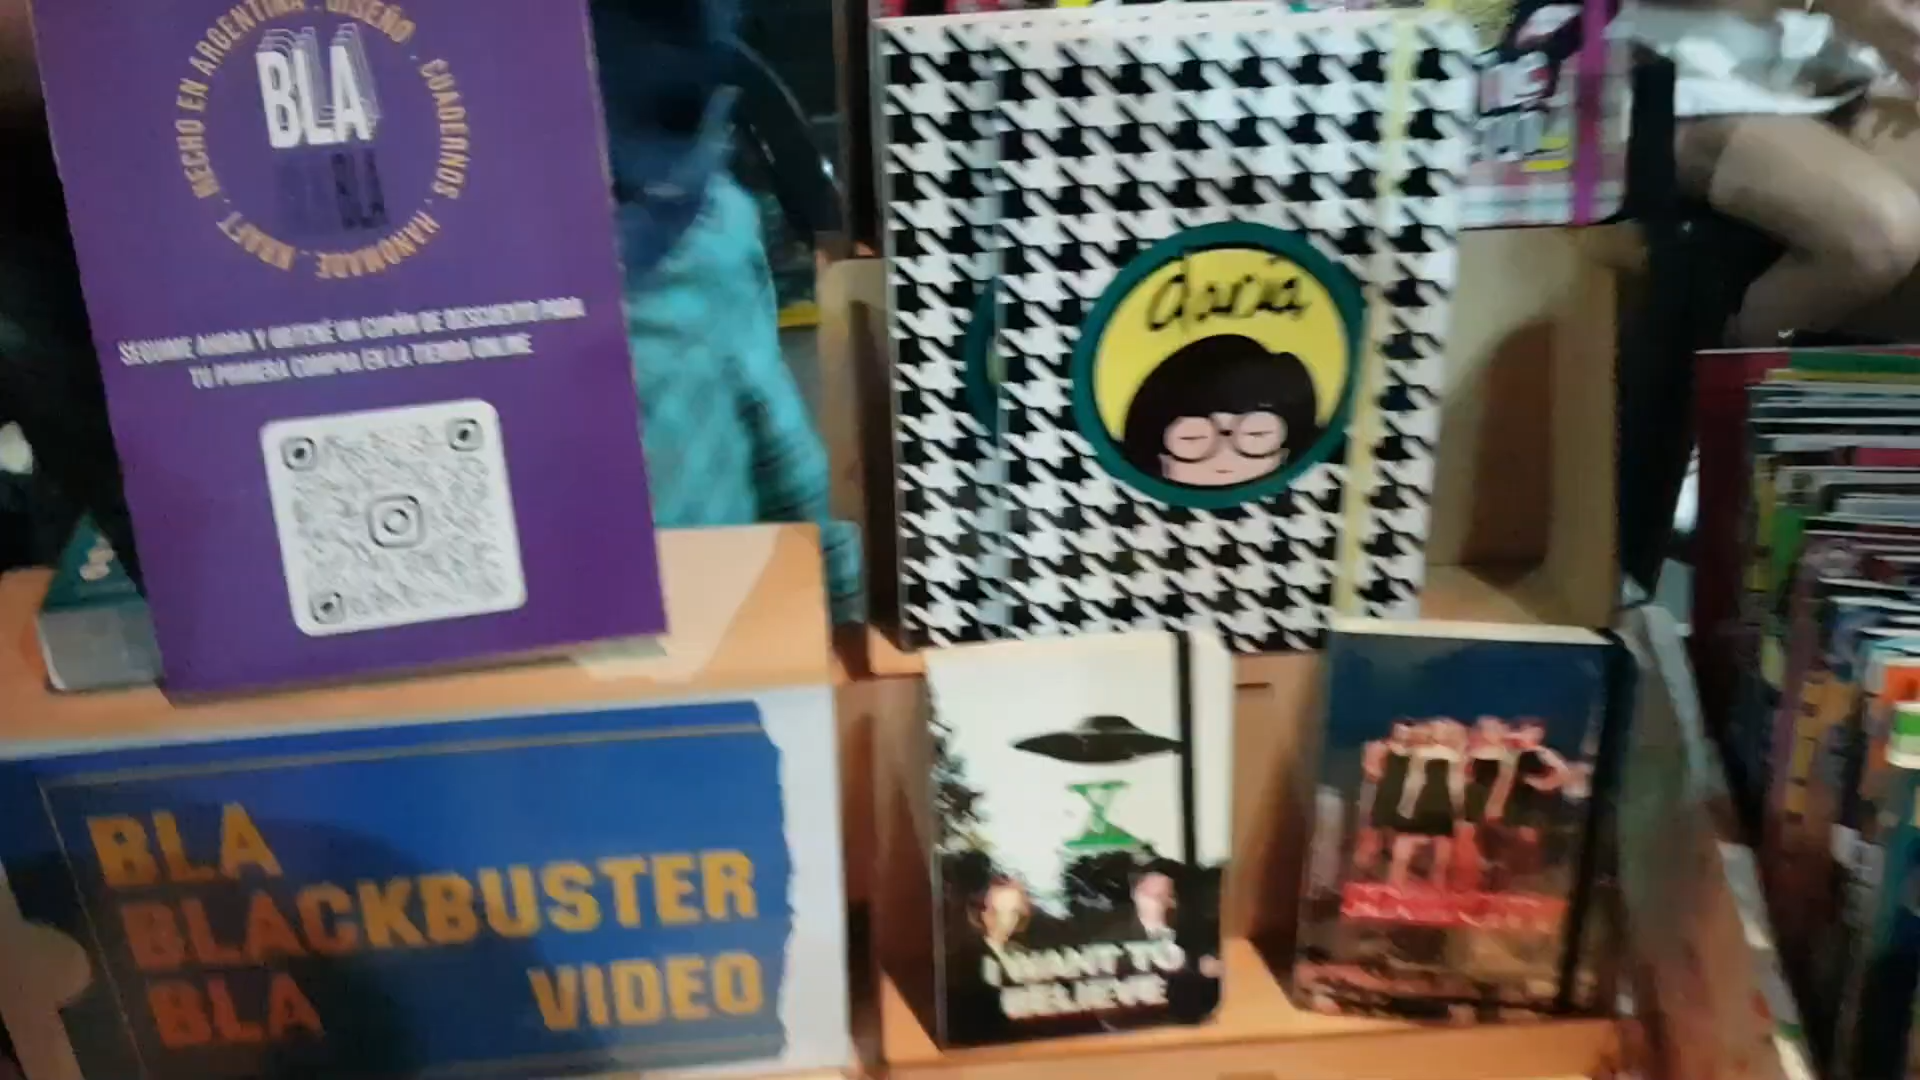 HECHO EN ARGENTINA . DISEÑO . CUADERNOS . HANDMADE . KRAFT .
BLA
BLA
SEGUIME AHORA Y OBTENÉ UN CUPÓN DE DESCUENTO PARA
TU PRIMERA COMPRA EN LA TIENDA ONLINE
BLA
BLACKBUSTER
BLA VIDEO
daria
X
I WANT TO
BELIEVE